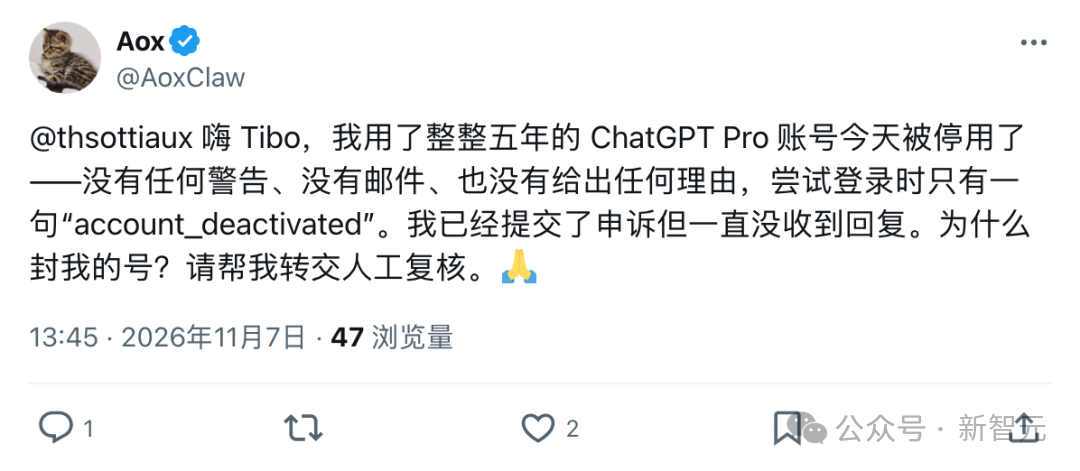 Aox
@AoxClaw
@thsottiaux 嗨 Tibo，我用了整整五年的 ChatGPT Pro 账号今天被停用了
——没有任何警告、没有邮件、也没有给出任何理由，尝试登录时只有一
句“account_deactivated”。我已经提交了申诉但一直没收到回复。为什么
封我的号？请帮我转交人工复核。🙏
13:45 · 2026年11月7日 · 47 浏览量
1
2
公众号 · 新智元